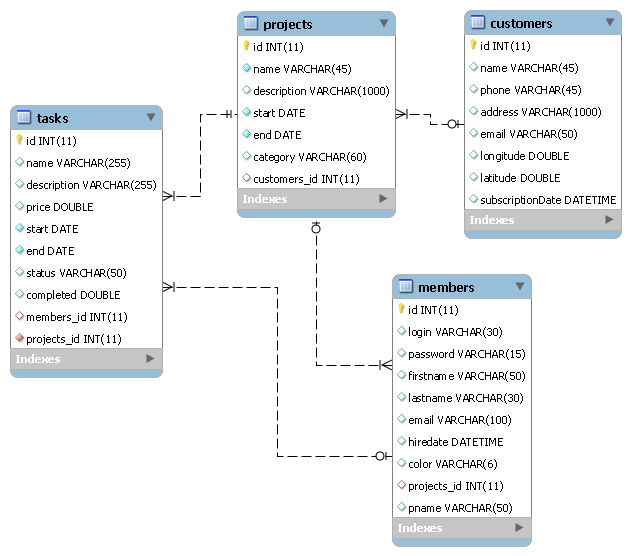 projects
id INT(11)
name VARCHAR(45)
description VARCHAR(1000)
start DATE
end DATE
category VARCHAR(60)
customers_id INT(11)
Indexes
customers
id INT(11)
name VARCHAR(45)
phone VARCHAR(45)
address VARCHAR(1000)
email VARCHAR(50)
longitude DOUBLE
latitude DOUBLE
subscriptionDate DATETIME
Indexes
tasks
id INT(11)
name VARCHAR(255)
description VARCHAR(255)
price DOUBLE
start DATE
end DATE
status VARCHAR(50)
completed DOUBLE
members_id INT(11)
projects_id INT(11)
Indexes
members
id INT(11)
login VARCHAR(30)
password VARCHAR(15)
firstname VARCHAR(50)
lastname VARCHAR(30)
email VARCHAR(100)
hiredate DATETIME
color VARCHAR(6)
projects_id INT(11)
pname VARCHAR(50)
Indexes